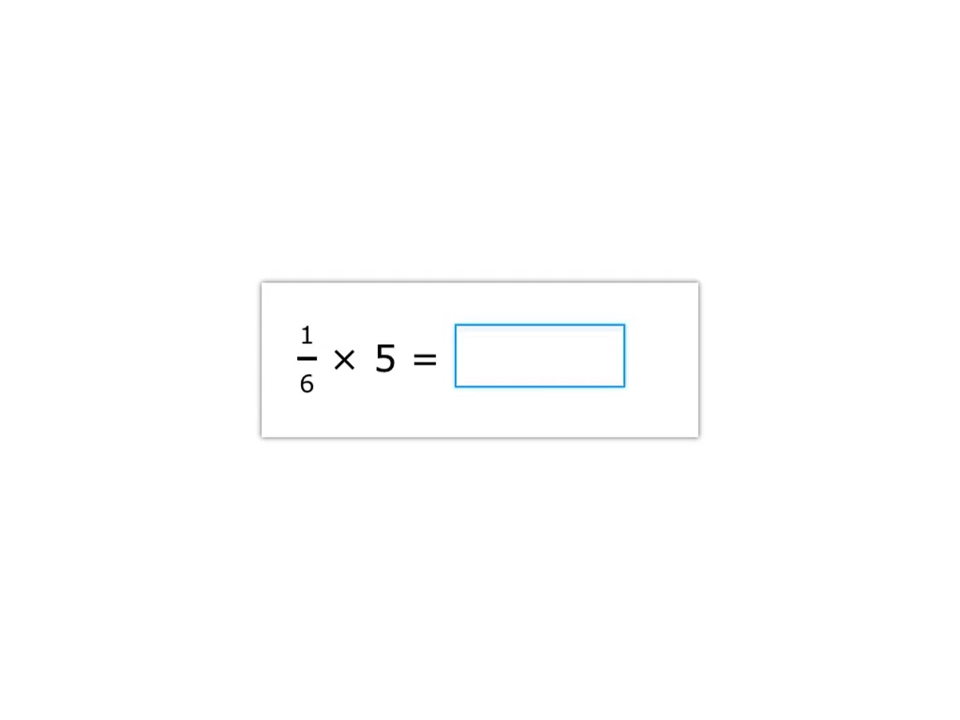 1/6 × 5 =